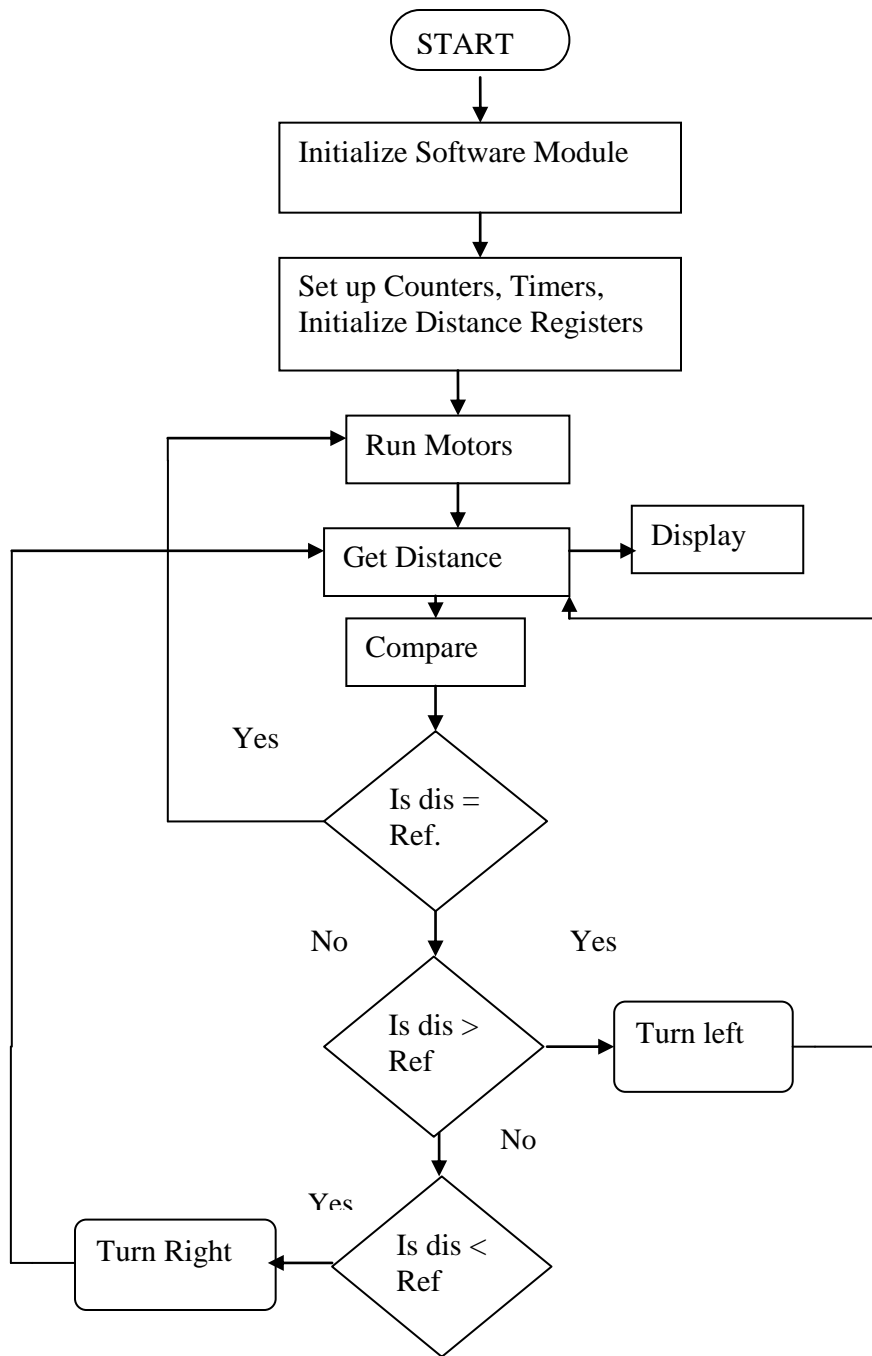 START
Initialize Software Module
Set up Counters, Timers,
Initialize Distance Registers
Run Motors
Get Distance
Display
Compare
Yes
Is dis =
Ref.
No
Yes
Is dis >
Ref
Turn left
No
Yes
Is dis <
Ref
Turn Right